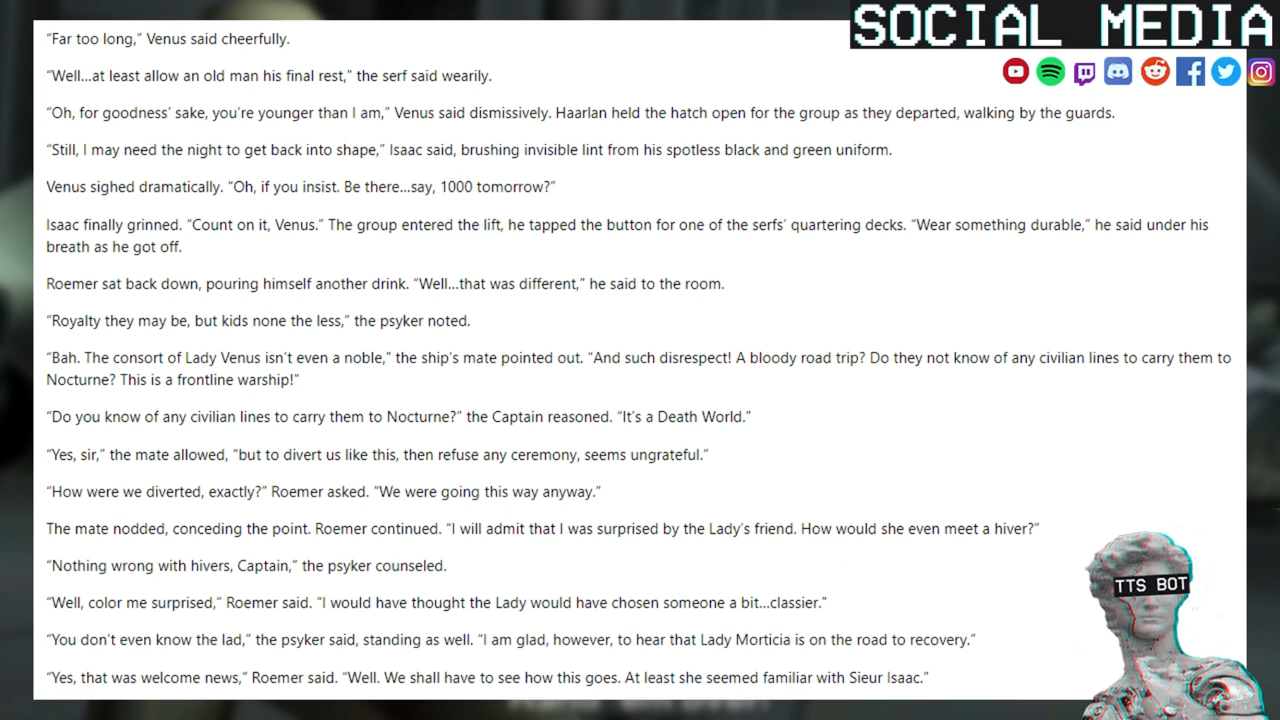 SOCIAL MEDIA
“Far too long,” Venus said cheerfully.
“Well...at least allow an old man his final rest,” the serf said wearily.
“Oh, for goodness’ sake, you’re younger than I am,” Venus said dismissively. Haarlan held the hatch open for the group as they departed, walking by the guards.
“Still, I may need the night to get back into shape,” Isaac said, brushing invisible lint from his spotless black and green uniform.
Venus sighed dramatically. “Oh, if you insist. Be there...say, 1000 tomorrow?”
Isaac finally grinned. “Count on it, Venus.” The group entered the lift, he tapped the button for one of the serfs’ quartering decks. “Wear something durable,” he said under his
breath as he got off.
Roemer sat back down, pouring himself another drink. “Well...that was different,” he said to the room.
“Royalty they may be, but kids none the less,” the psyker noted.
“Bah. The consort of Lady Venus isn’t even a noble,” the ship’s mate pointed out. “And such disrespect! A bloody road trip? Do they not know of any civilian lines to carry them to
Nocturne? This is a frontline warship!”
“Do you know of any civilian lines to carry them to Nocturne?” the Captain reasoned. “It’s a Death World.”
“Yes, sir,” the mate allowed, “but to divert us like this, then refuse any ceremony, seems ungrateful.”
“How were we diverted, exactly?” Roemer asked. “We were going this way anyway.”
The mate nodded, conceding the point. Roemer continued. “I will admit that I was surprised by the Lady’s friend. How would she even meet a hiver?”
“Nothing wrong with hivers, Captain,” the psyker counseled.
“Well, color me surprised,” Roemer said. “I would have thought the Lady would have chosen someone a bit...classier.”
“You don’t even know the lad,” the psyker said, standing as well. “I am glad, however, to hear that Lady Morticia is on the road to recovery.”
“Yes, that was welcome news,” Roemer said. “Well. We shall have to see how this goes. At least she seemed familiar with Sieur Isaac.”
TTS BOT